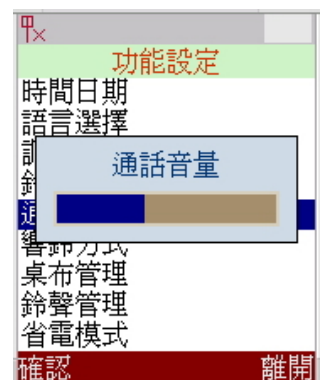 功能設定
時間日期
語言選擇
通話音量
響鈴方式
桌布管理
鈴聲管理
省電模式
確認 離開